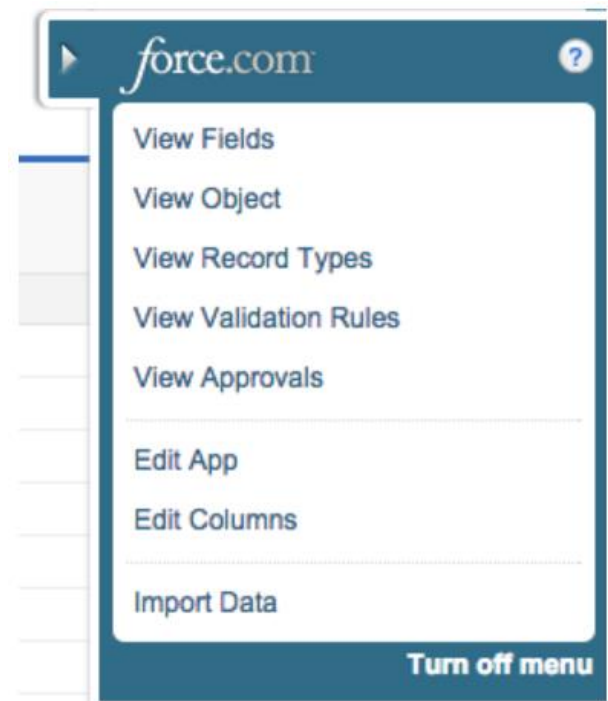 force.com
?
View Fields
View Object
View Record Types
View Validation Rules
View Approvals
Edit App
Edit Columns
Import Data
Turn off menu